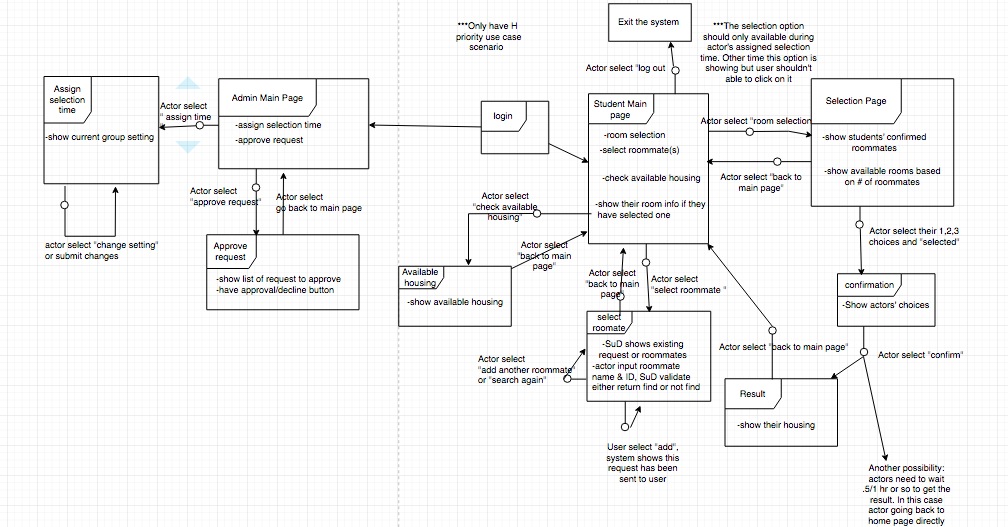 ***Only have H
priority use case
scenario
Exit the system
***The selection option
should only available during
actor's assigned selection
time. Other time this option is
showing but user shouldn't
able to click on it
Actor select "log out
Assign
selection
time
-show current group setting
Actor select
" assign time
Admin Main Page
-assign selection time
-approve request
login
Student Main
page
-room selection
-select roommate(s)
-check available housing
-show their room info if they
have selected one
Actor select "room selection
Selection Page
-show students' confirmed
roommates
-show available rooms based
on # of roommates
Actor select "back to
main page"
Actor select
"approve request"
Actor select
go back to main page
Actor select
"check available
housing"
actor select "change setting"
or submit changes
Approve
request
-show list of request to approve
-have approval/decline button
Actor select
"back to main
page"
Available
housing
-show available housing
Actor select
"back to main
page"
Actor select
"select roommate "
Actor select their 1,2,3
choices and "selected"
confirmation
-Show actors' choices
select
roomate
-SuD shows existing
request or roommates
-actor input roommate
name & ID, SuD validate
either return find or not find
Actor select
"add another roommate"
or "search again"
Actor select "back to main page"
Actor select "confirm"
Result
-show their housing
User select "add",
system shows this
request has been
sent to user
Another possibility:
actors need to wait
.5/1 hr or so to get the
result. In this case
actor going back to
home page directly